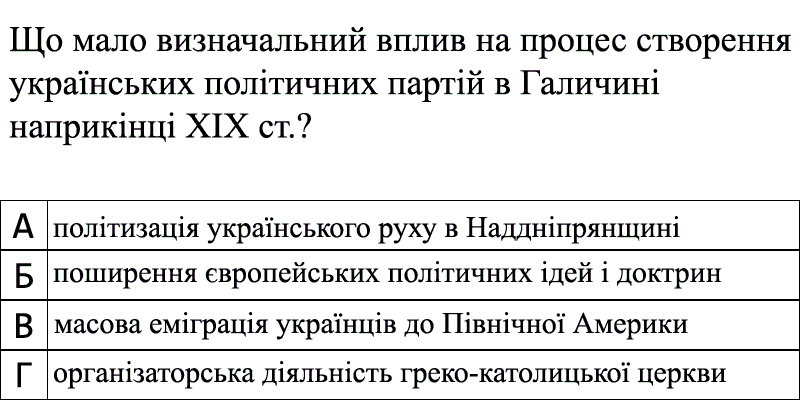 Що мало визначальний вплив на процес створення
українських політичних партій в Галичині
наприкінці ХІХ ст.?
А політизація українського руху в Наддніпрянщині
Б поширення європейських політичних ідей і доктрин
В масова еміграція українців до Північної Америки
Г організаторська діяльність греко-католицької церкви